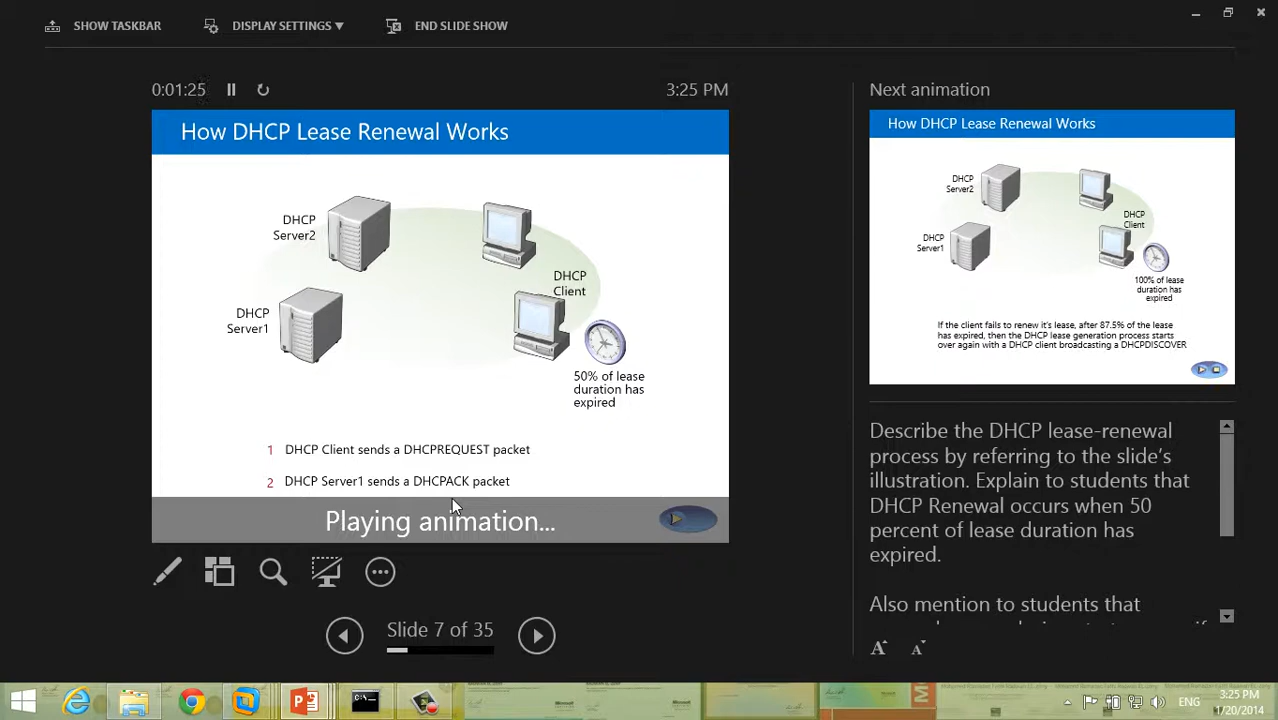 SHOW TASKBAR
DISPLAY SETTINGS
END SLIDE SHOW
0:01:25
3:25 PM
How DHCP Lease Renewal Works
DHCP
Server2
DHCP
Client
DHCP
Server1
50% of lease
duration has
expired
1 DHCP Client sends a DHCPREQUEST packet
2 DHCP Server1 sends a DHCPACK packet
Playing animation...
Slide 7 of 35
Next animation
How DHCP Lease Renewal Works
DHCP
Server2
DHCP
Client
DHCP
Server1
100% of lease
duration has
expired
If the client fails to renew it's lease, after 87.5% of the lease
has expired, then the DHCP lease generation process starts
over again with a DHCP client broadcasting a DHCPDISCOVER
Describe the DHCP lease-renewal
process by referring to the slide's
illustration. Explain to students that
DHCP Renewal occurs when 50
percent of lease duration has
expired.
Also mention to students that
A A
ENG
3:25 PM
1/20/2014